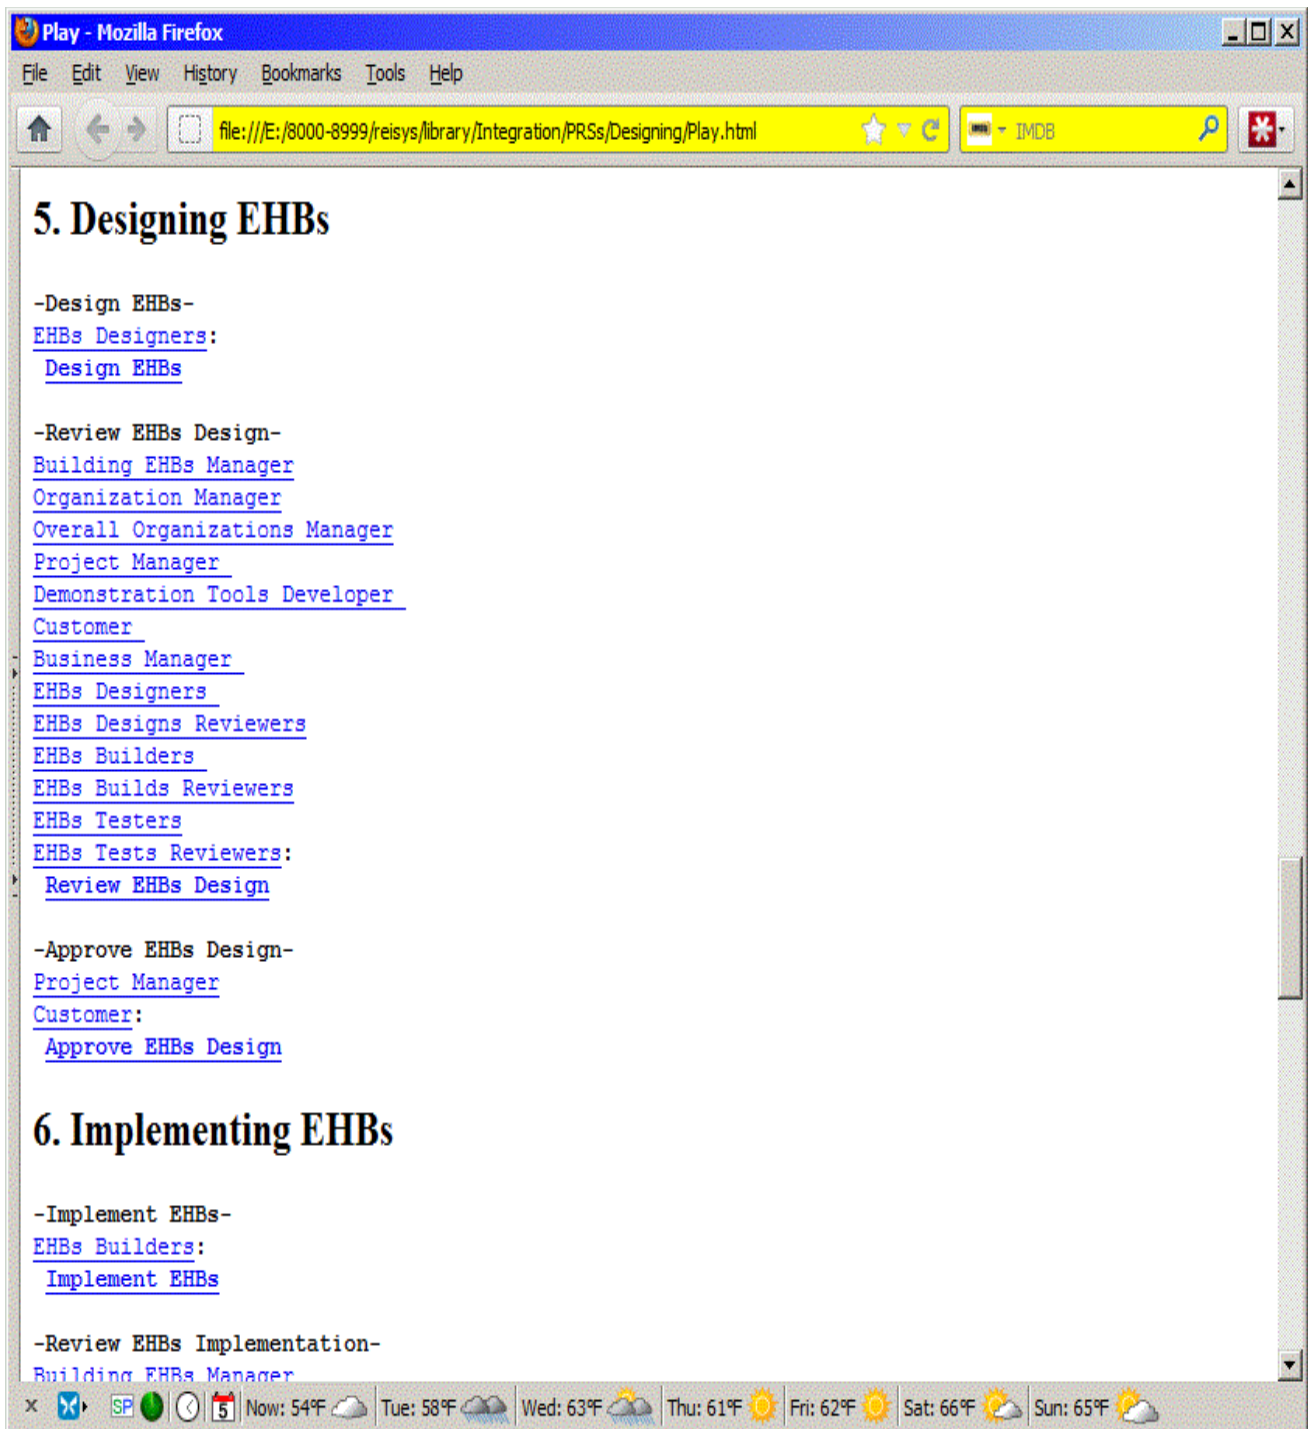 Play - Mozilla Firefox
File Edit View History Bookmarks Tools Help
file:///E:/8000-8999/reisys/library/Integration/PRSs/Designing/Play.html IMDB
5. Designing EHBs
-Design EHBs-
EHBs Designers:
Design EHBs
-Review EHBs Design-
Building EHBs Manager
Organization Manager
Overall Organizations Manager
Project Manager
Demonstration Tools Developer
Customer
Business Manager
EHBs Designers
EHBs Designs Reviewers
EHBs Builders
EHBs Builds Reviewers
EHBs Testers
EHBs Tests Reviewers:
Review EHBs Design
-Approve EHBs Design-
Project Manager
Customer:
Approve EHBs Design
6. Implementing EHBs
-Implement EHBs-
EHBs Builders:
Implement EHBs
-Review EHBs Implementation-
Building EHBs Manager
x SP 5 Now: 54°F Tue: 58°F Wed: 63°F Thu: 61°F Fri: 62°F Sat: 66°F Sun: 65°F